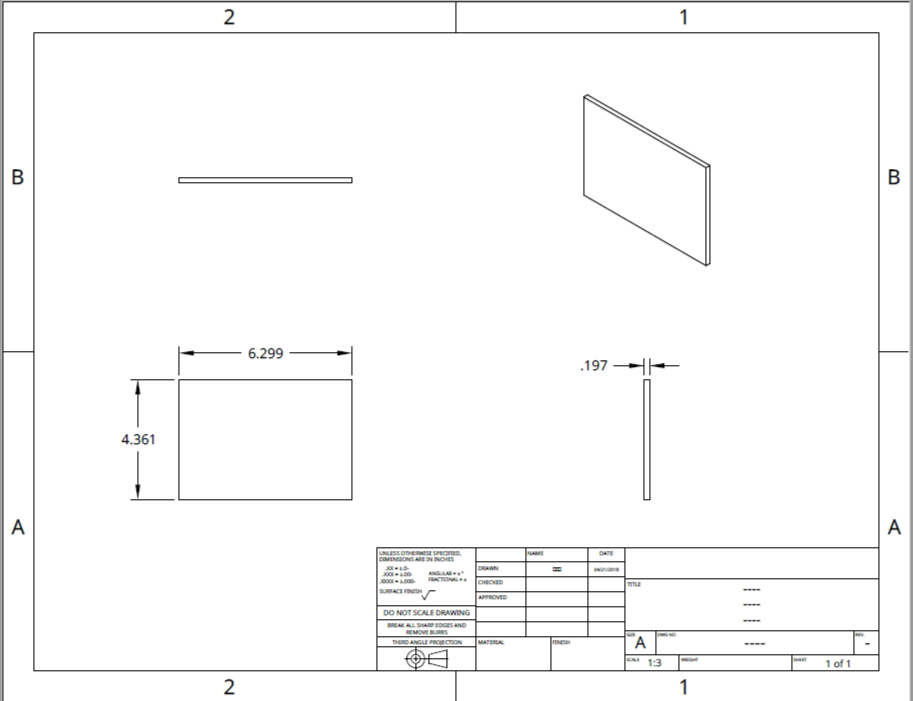 2
1
B
B
6.299
.197
4.361
A
A
UNLESS OTHERWISE SPECIFIED,
DIMENSIONS ARE IN INCHES
.XX = ±.0-
.XXX = ±.00-
.XXXX = ±.000-
ANGULAR = ± °
FRACTIONAL = ±
SURFACE FINISH
DO NOT SCALE DRAWING
BREAK ALL SHARP EDGES AND
REMOVE BURRS
THIRD ANGLE PROJECTION
NAME
DATE
DRAWN
04/21/2018
CHECKED
APPROVED
MATERIAL
FINISH
TITLE
----
----
----
SIZE
A
DWG NO.
----
REV.
-
SCALE
1:3
WEIGHT
SHEET
1 of 1
2
1